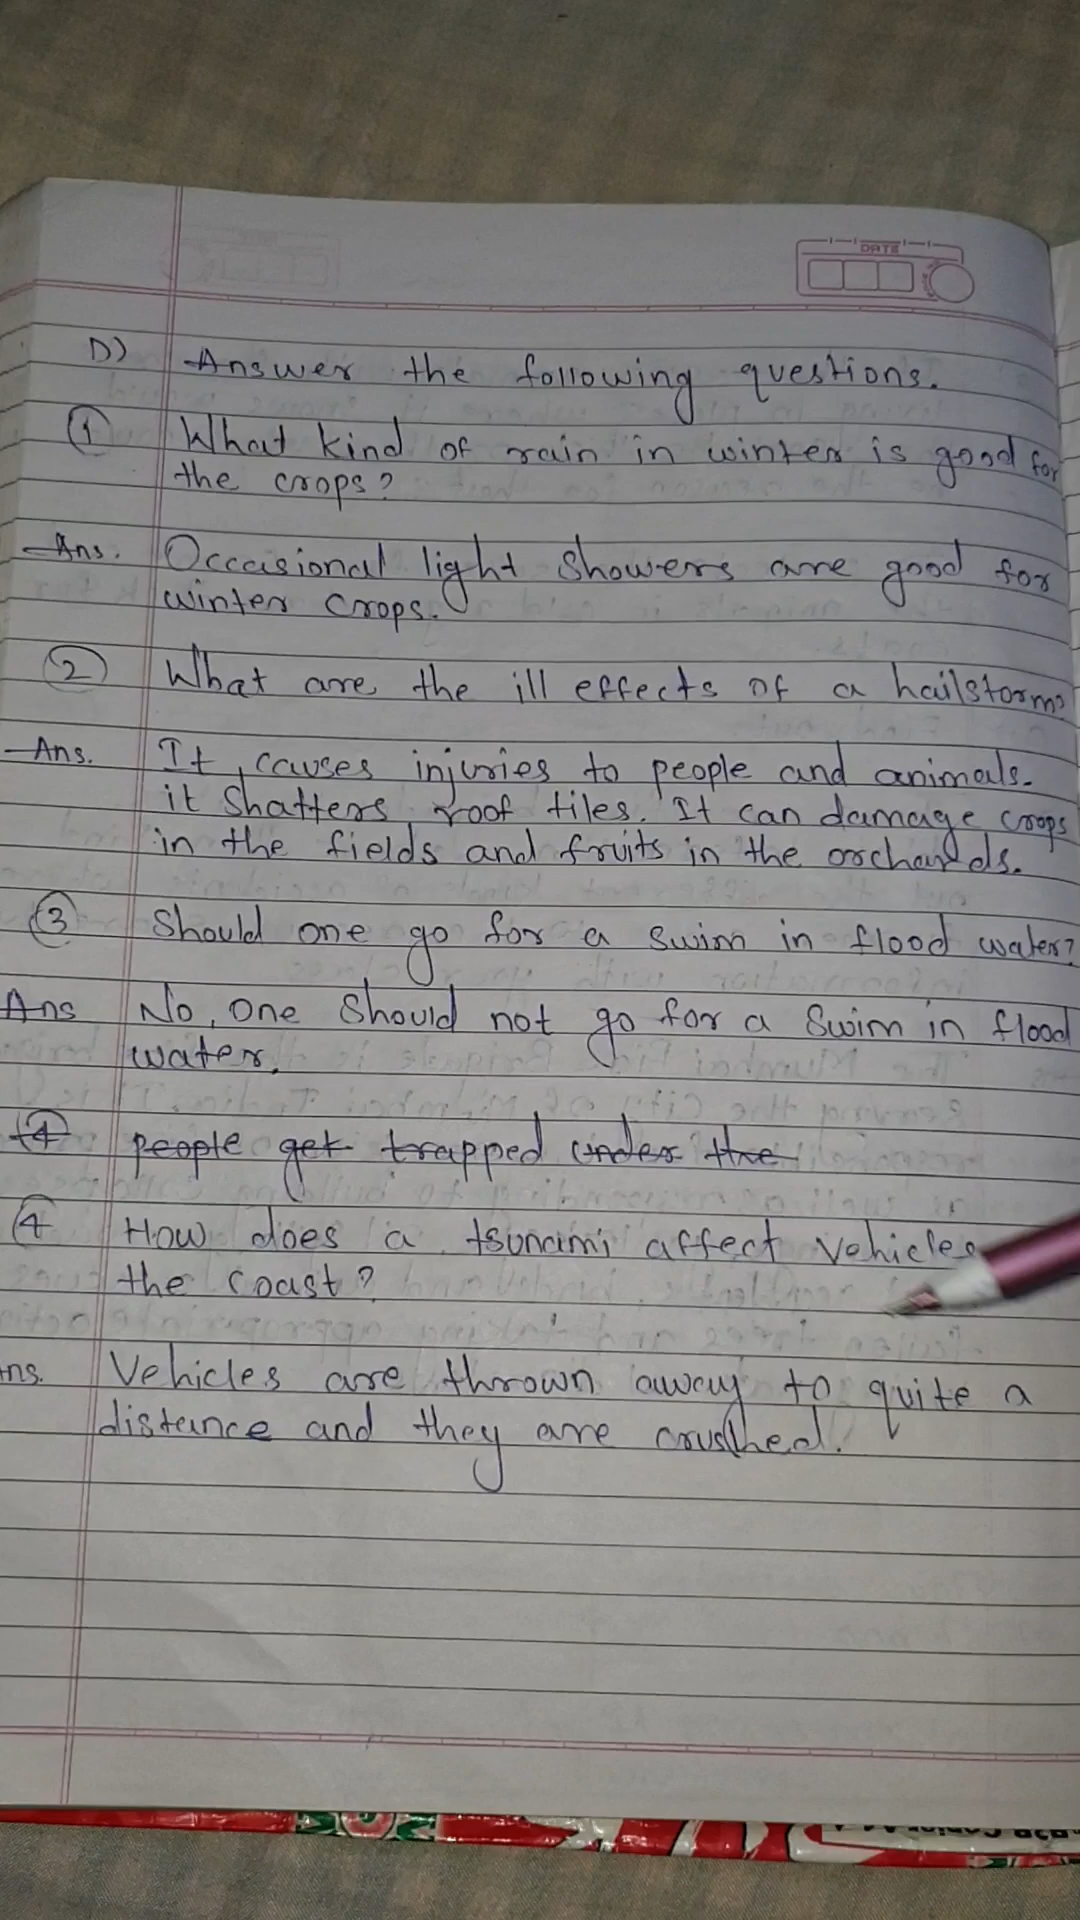 DATE
D) Answer the following questions.
① What kind of rain in winter is good for
the crops?
Ans. Occasional light showers are good for
winter crops.
② What are the ill effects of a hailstorm?
Ans. It causes injuries to people and animals.
it shatters roof tiles. It can damage crops
in the fields and fruits in the orchards.
③ Should one go for a swim in flood water?
Ans No, one should not go for a swim in flood
water.
④ people get trapped under the
④ How does a tsunami affect vehicles
the coast?
ns. Vehicles are thrown away to quite a
distance and they are crushed.